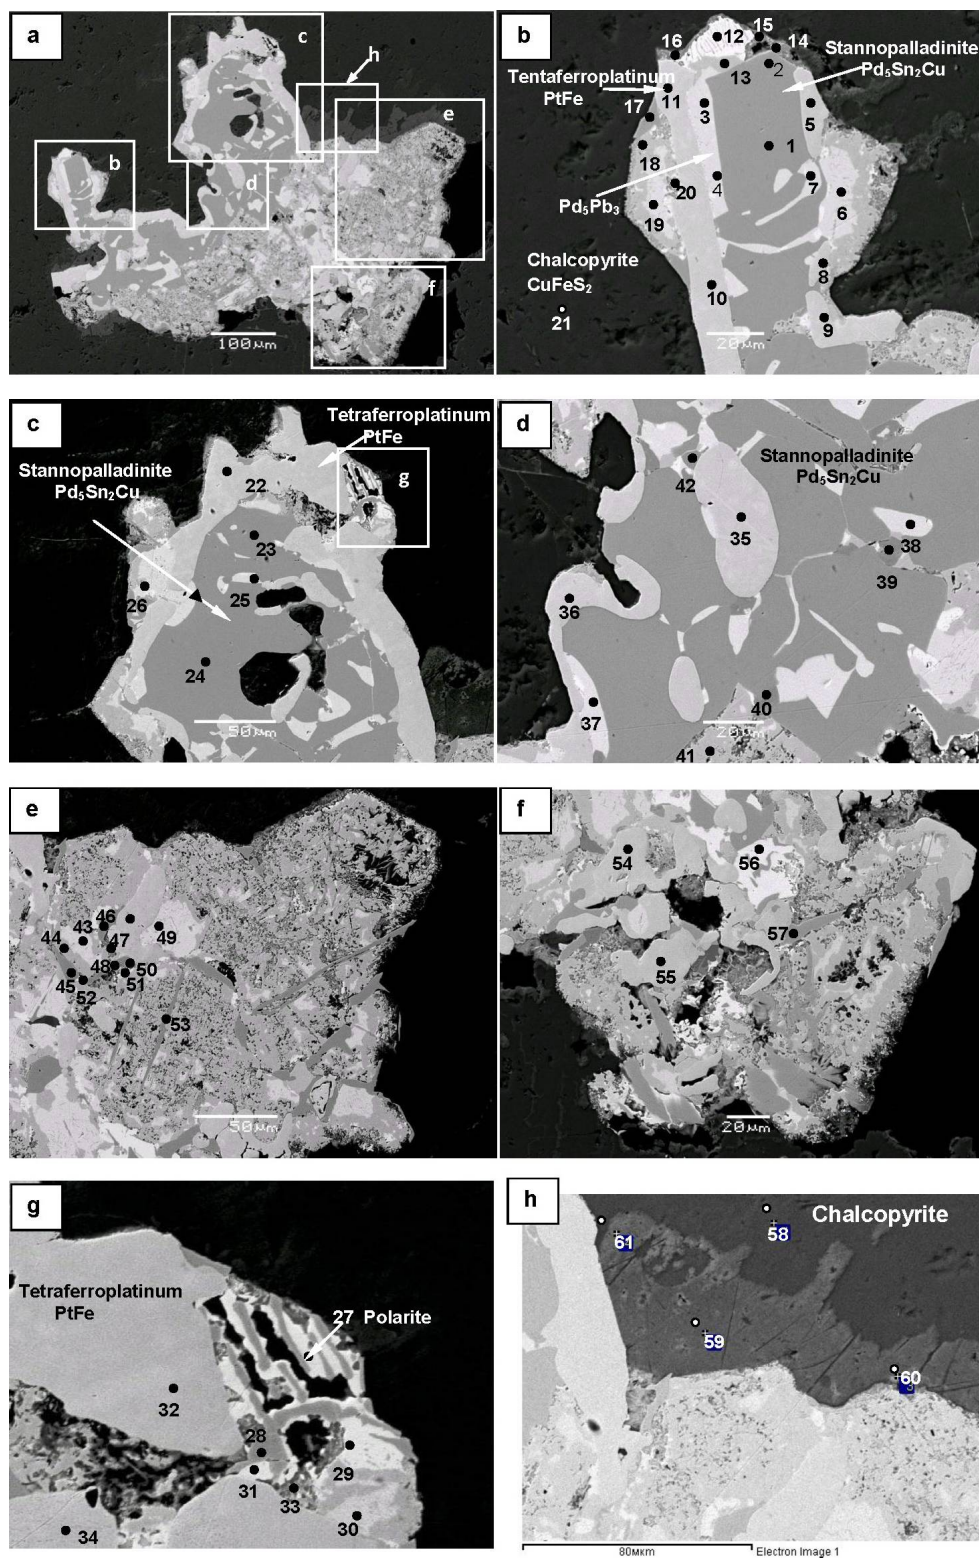 a
c
h
e
b
d
f
100μm
b
15
16
12
14
Stannopalladinite
Pd₅Sn₂Cu
2
13
Tentaferroplatinum
PtFe
11
3
5
17
1
18
4
7
20
Pd₅Pb₃
6
19
Chalcopyrite
CuFeS₂
8
21
10
9
20μm
c
Tetraferroplatinum
PtFe
Stannopalladinite
Pd₅Sn₂Cu
g
22
23
25
26
24
50μm
d
Stannopalladinite
Pd₅Sn₂Cu
42
35
38
39
36
37
40
20μm
41
e
46
43
44
47
49
48
50
45
51
52
53
50μm
f
54
56
57
55
20μm
g
Tetraferroplatinum
PtFe
27 Polarite
32
28
29
31
33
30
34
h
Chalcopyrite
58
61
59
60
80мкm
Electron Image 1